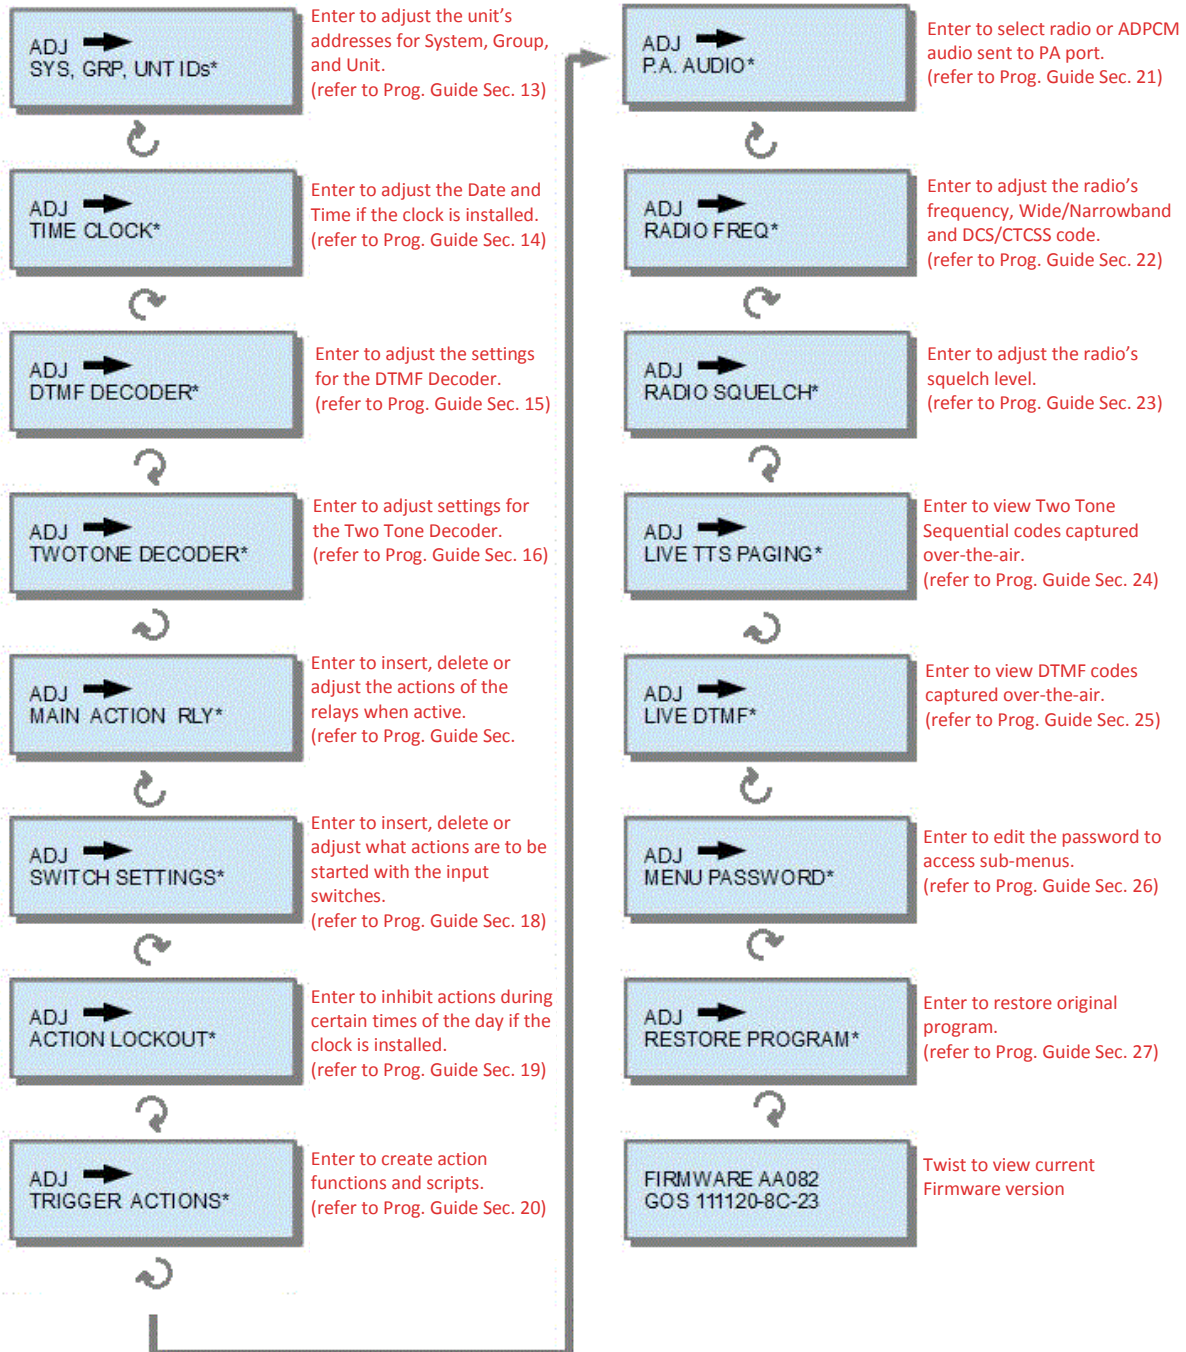 ADJ
SYS, GRP, UNT IDs*
Enter to adjust the unit's
addresses for System, Group,
and Unit.
(refer to Prog. Guide Sec. 13)
ADJ
TIME CLOCK*
Enter to adjust the Date and
Time if the clock is installed.
(refer to Prog. Guide Sec. 14)
ADJ
DTMF DECODER*
Enter to adjust the settings
for the DTMF Decoder.
(refer to Prog. Guide Sec. 15)
ADJ
TWOTONE DECODER*
Enter to adjust settings for
the Two Tone Decoder.
(refer to Prog. Guide Sec. 16)
ADJ
MAIN ACTION RLY*
Enter to insert, delete or
adjust the actions of the
relays when active.
(refer to Prog. Guide Sec.
ADJ
SWITCH SETTINGS*
Enter to insert, delete or
adjust what actions are to be
started with the input
switches.
(refer to Prog. Guide Sec. 18)
ADJ
ACTION LOCKOUT*
Enter to inhibit actions during
certain times of the day if the
clock is installed.
(refer to Prog. Guide Sec. 19)
ADJ
TRIGGER ACTIONS*
Enter to create action
functions and scripts.
(refer to Prog. Guide Sec. 20)
ADJ
P.A. AUDIO*
Enter to select radio or ADPCM
audio sent to PA port.
(refer to Prog. Guide Sec. 21)
ADJ
RADIO FREQ*
Enter to adjust the radio's
frequency, Wide/Narrowband
and DCS/CTCSS code.
(refer to Prog. Guide Sec. 22)
ADJ
RADIO SQUELCH*
Enter to adjust the radio's
squelch level.
(refer to Prog. Guide Sec. 23)
ADJ
LIVE TTS PAGING*
Enter to view Two Tone
Sequential codes captured
over-the-air.
(refer to Prog. Guide Sec. 24)
ADJ
LIVE DTMF*
Enter to view DTMF codes
captured over-the-air.
(refer to Prog. Guide Sec. 25)
ADJ
MENU PASSWORD*
Enter to edit the password to
access sub-menus.
(refer to Prog. Guide Sec. 26)
ADJ
RESTORE PROGRAM*
Enter to restore original
program.
(refer to Prog. Guide Sec. 27)
FIRMWARE AA082
GOS 111120-8C-23
Twist to view current
Firmware version